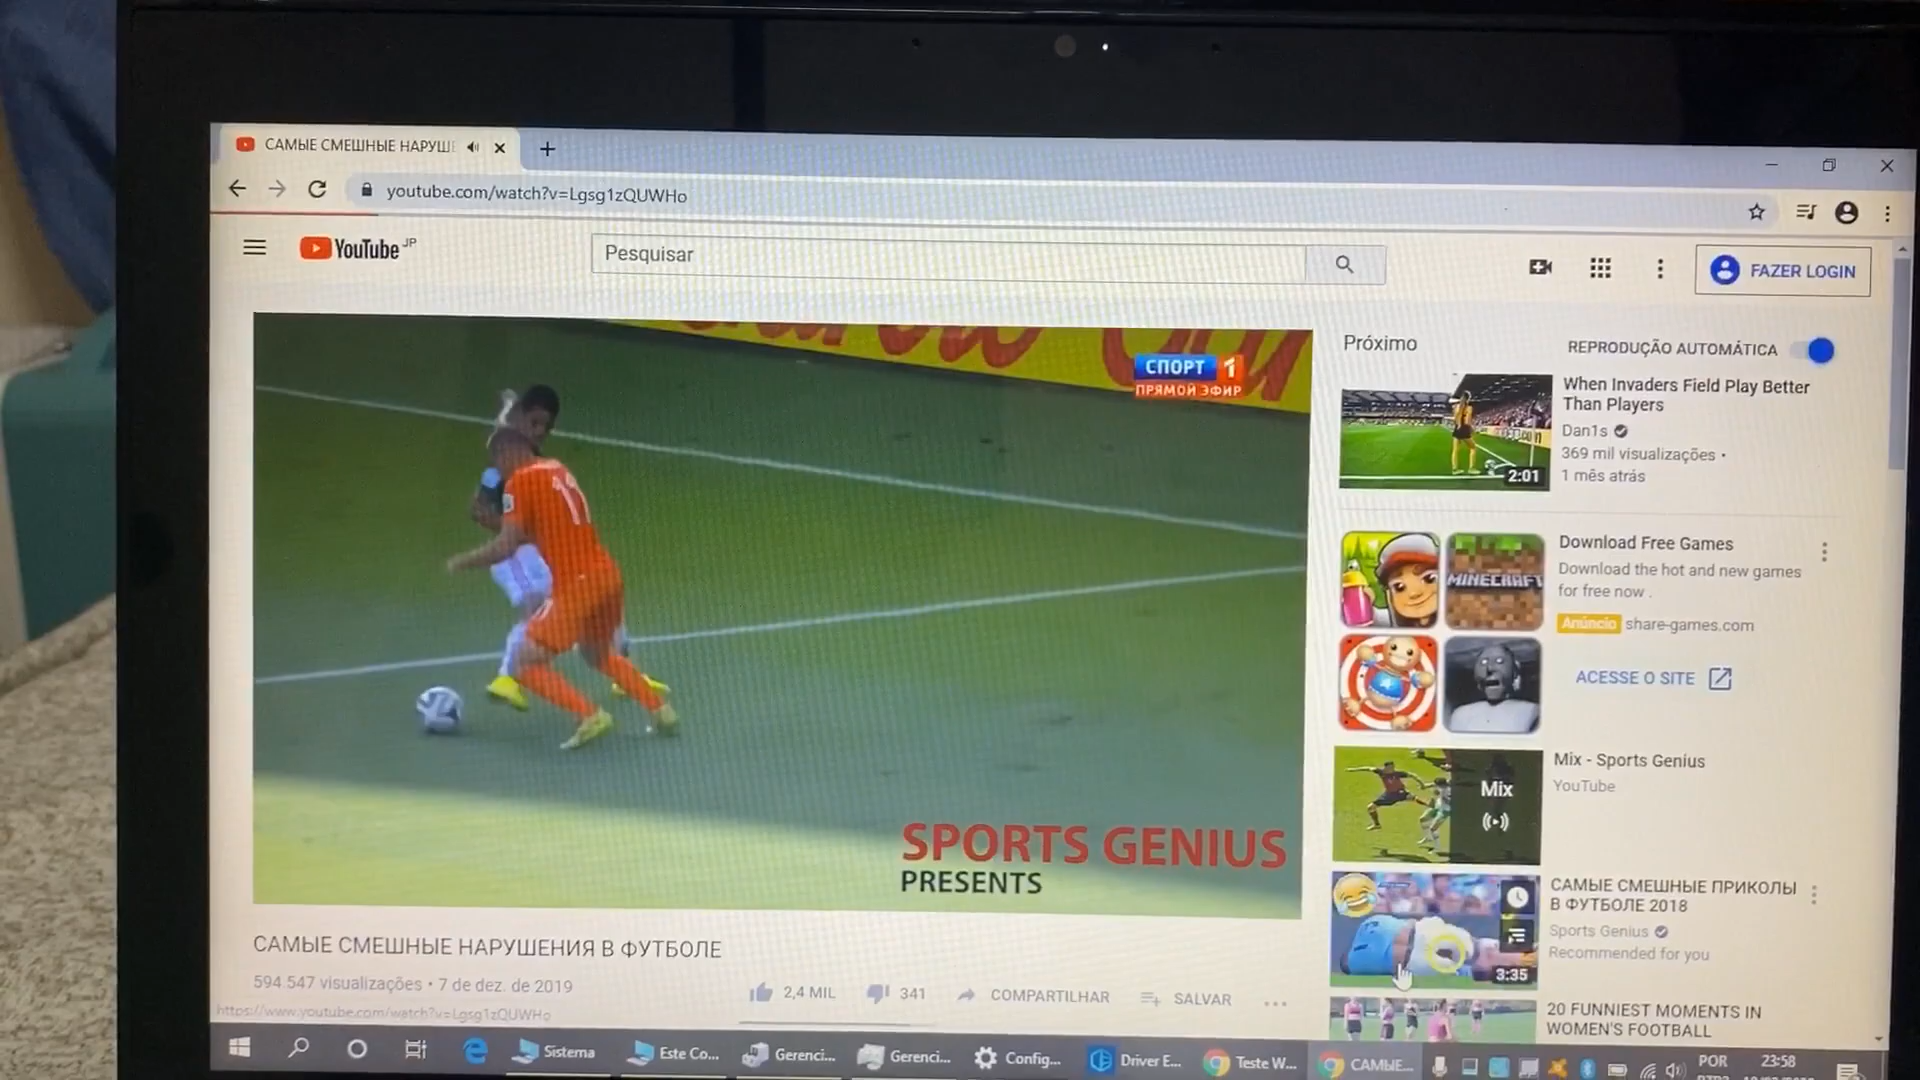 САМЫЕ СМЕШНЫЕ НАРУШЕ
youtube.com/watch?v=Lgsg1zQUWHo
YouTube JP
Pesquisar
FAZER LOGIN
СПОРТ 1
ПРЯМОЙ ЭФИР
11
SPORTS GENIUS
PRESENTS
САМЫЕ СМЕШНЫЕ НАРУШЕНИЯ В ФУТБОЛЕ
594 547 visualizações • 7 de dez. de 2019
2,4 MIL
341
COMPARTILHAR
SALVAR
https://www.youtube.com/watch?v=Lgsg1zQUWHo
Próximo
REPRODUÇÃO AUTOMÁTICA
When Invaders Field Play Better
Than Players
Dan1s
369 mil visualizações •
1 mês atrás
2:01
Download Free Games
Download the hot and new games
for free now .
Anúncio share-games.com
ACESSE O SITE
MINECRAFT
Mix - Sports Genius
YouTube
Mix
САМЫЕ СМЕШНЫЕ ПРИКОЛЫ
В ФУТБОЛЕ 2018
Sports Genius
Recommended for you
3:35
20 FUNNIEST MOMENTS IN
WOMEN'S FOOTBALL
Sistema
Este Co...
Gerenci...
Gerenci...
Config...
Driver E...
Teste W...
САМЫЕ...
POR
23:58